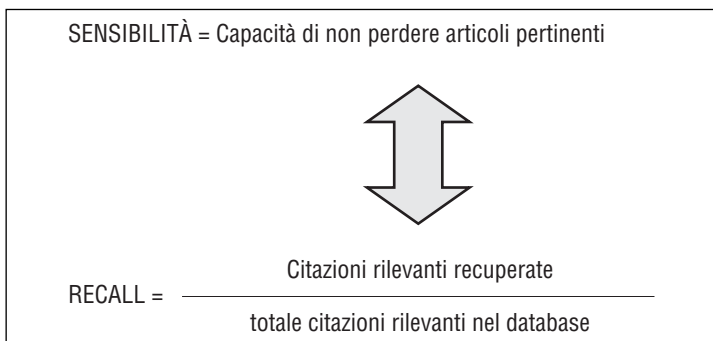 SENSIBILITÀ = Capacità di non perdere articoli pertinenti
Citazioni rilevanti recuperate
RECALL =
totale citazioni rilevanti nel database